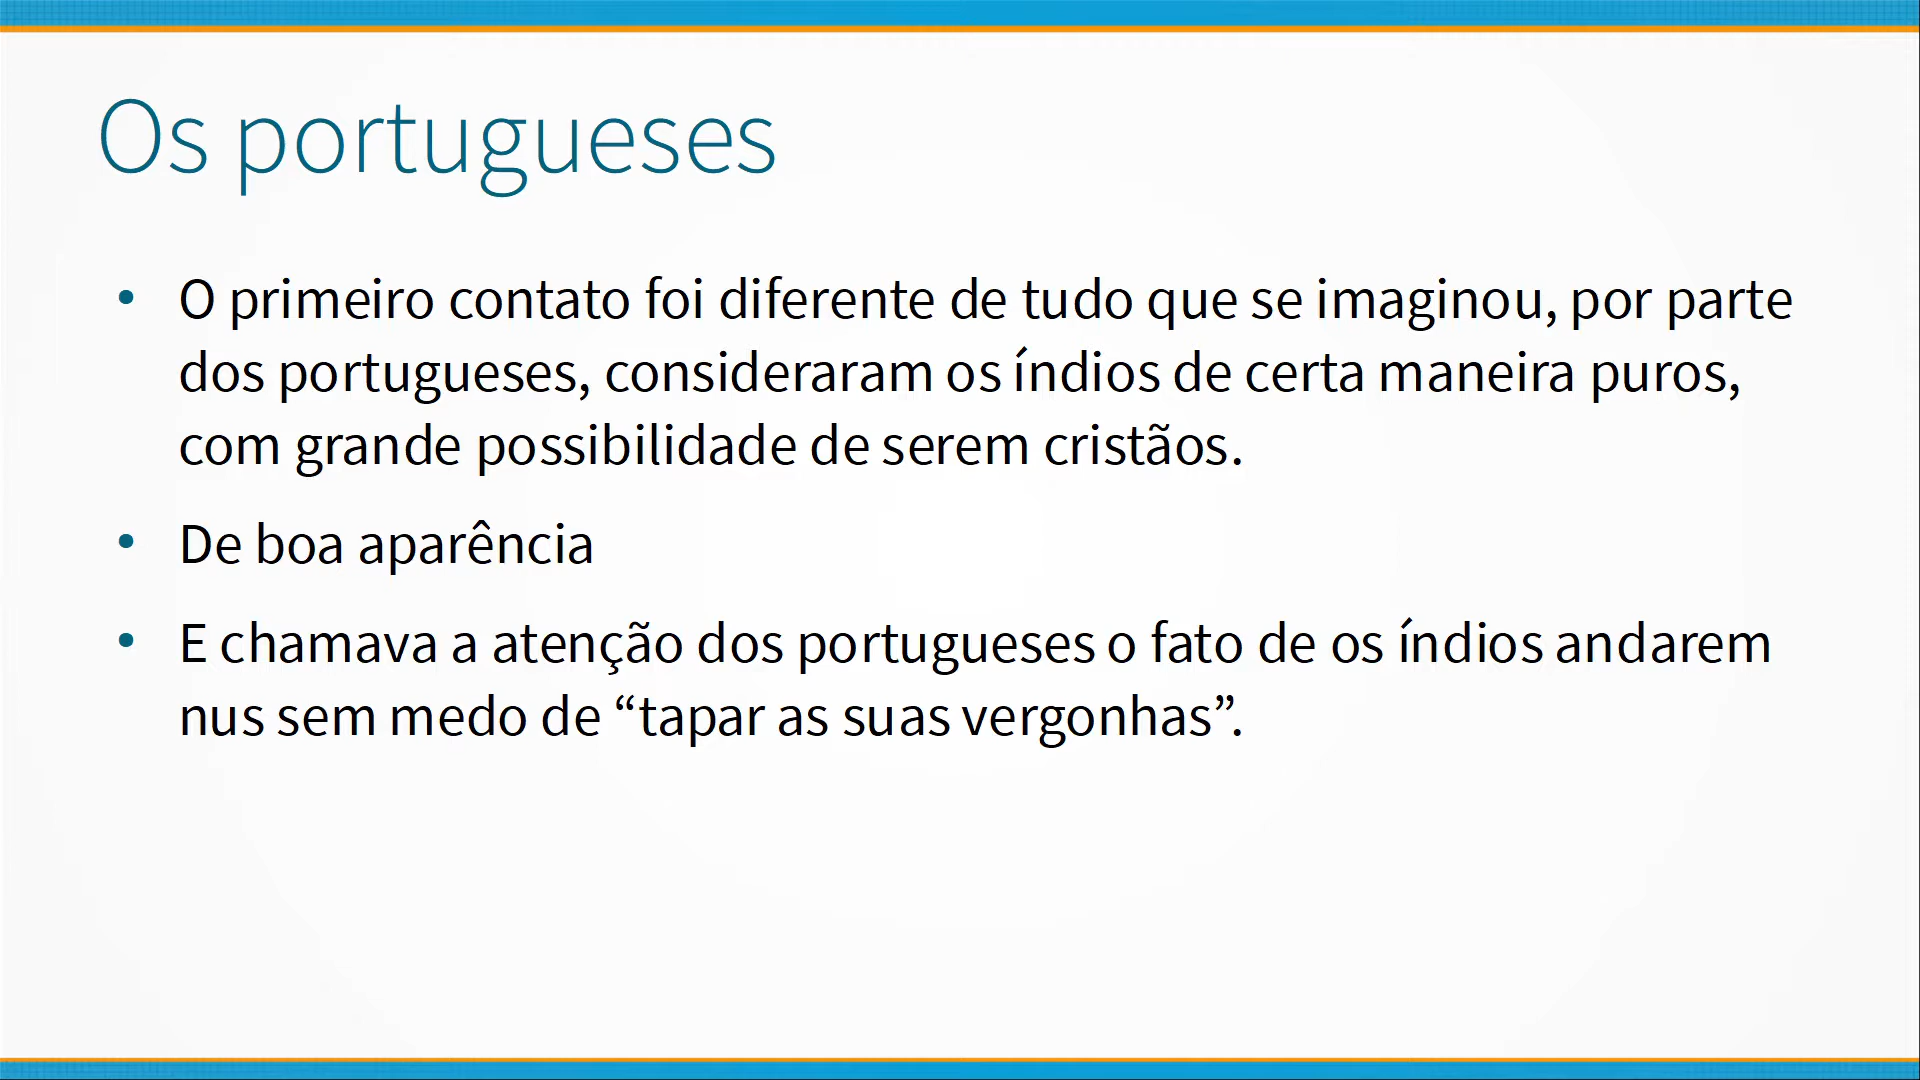 Os portugueses
• O primeiro contato foi diferente de tudo que se imaginou, por parte
dos portugueses, consideraram os índios de certa maneira puros,
com grande possibilidade de serem cristãos.
• De boa aparência
• E chamava a atenção dos portugueses o fato de os índios andarem
nus sem medo de “tapar as suas vergonhas”.